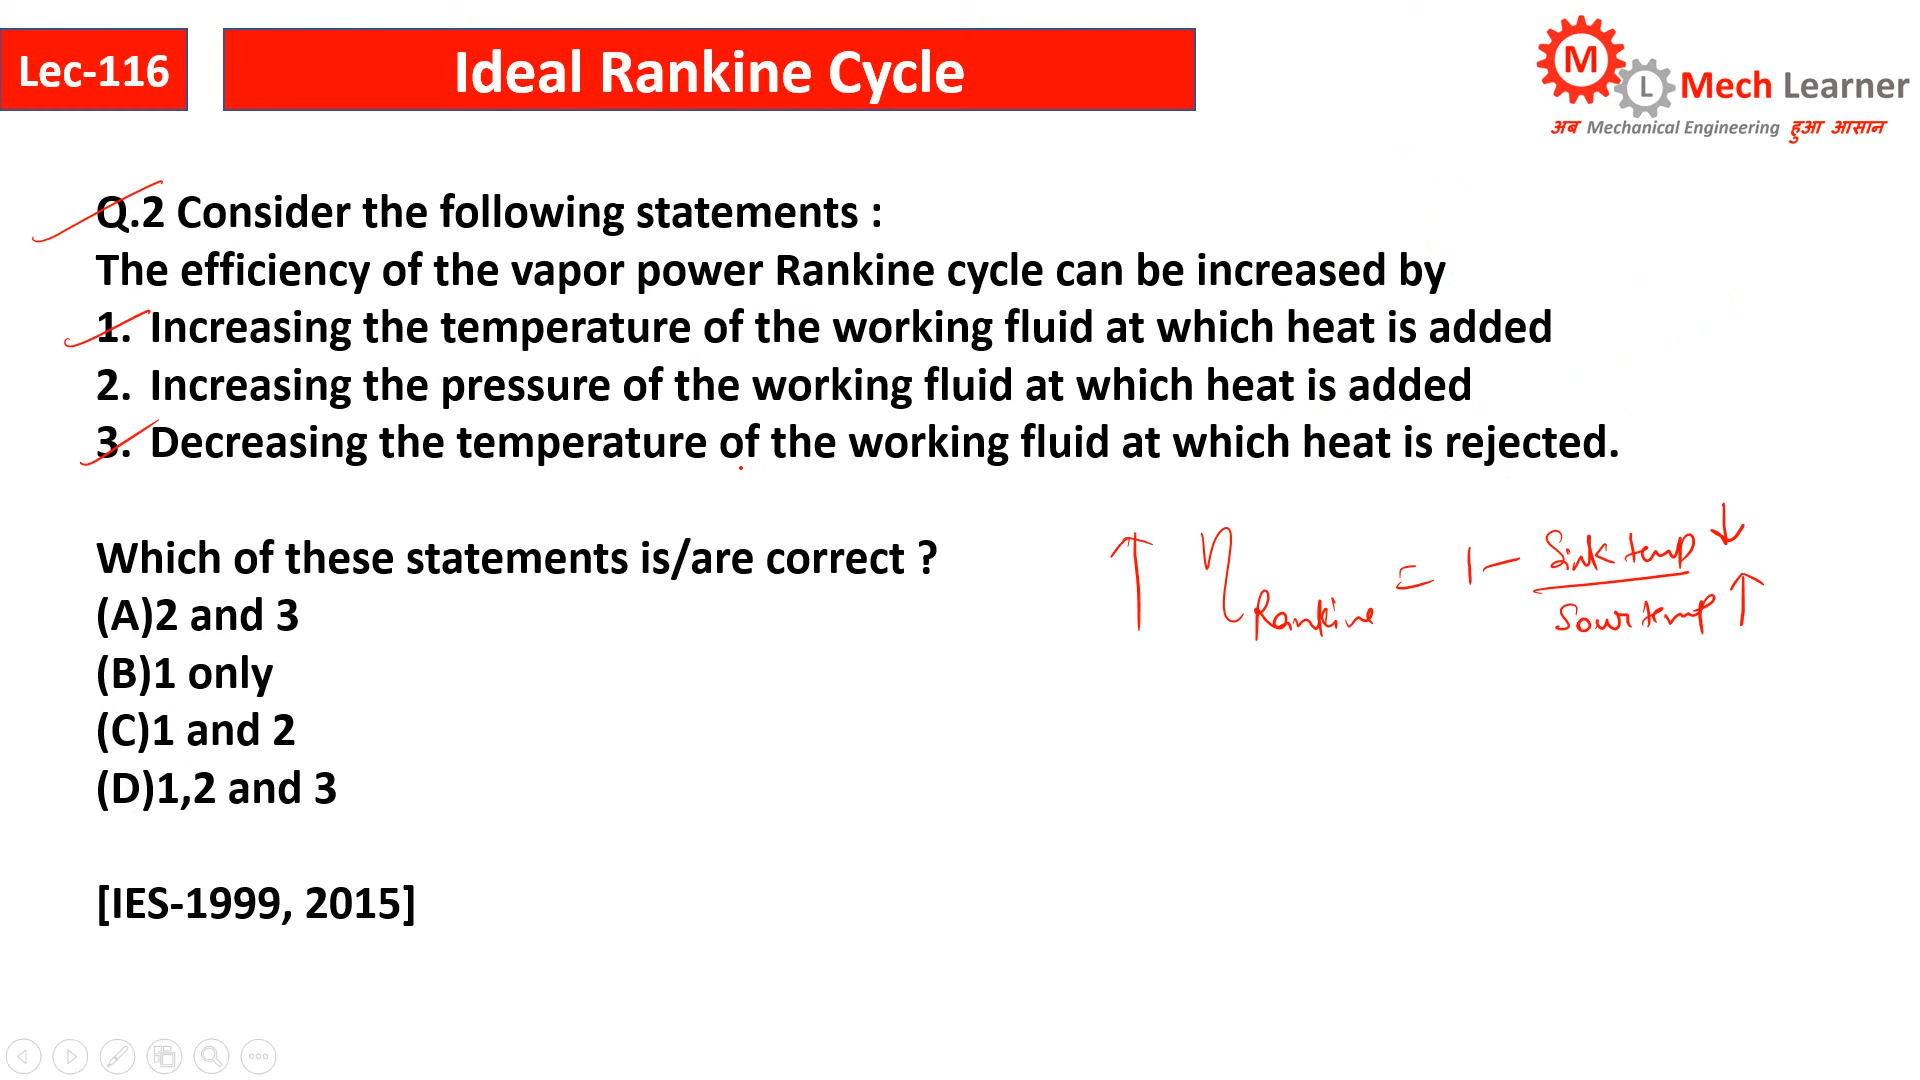 Lec-116
Ideal Rankine Cycle
M
L
Mech Learner
अब Mechanical Engineering हुआ आसान
Q.2 Consider the following statements :
The efficiency of the vapor power Rankine cycle can be increased by
1. Increasing the temperature of the working fluid at which heat is added
2. Increasing the pressure of the working fluid at which heat is added
3. Decreasing the temperature of the working fluid at which heat is rejected.
Which of these statements is/are correct ?
(A)2 and 3
(B)1 only
(C)1 and 2
(D)1,2 and 3
[IES-1999, 2015]
↑ η Rankine = 1 - Sink temp ↓
Sour temp ↑